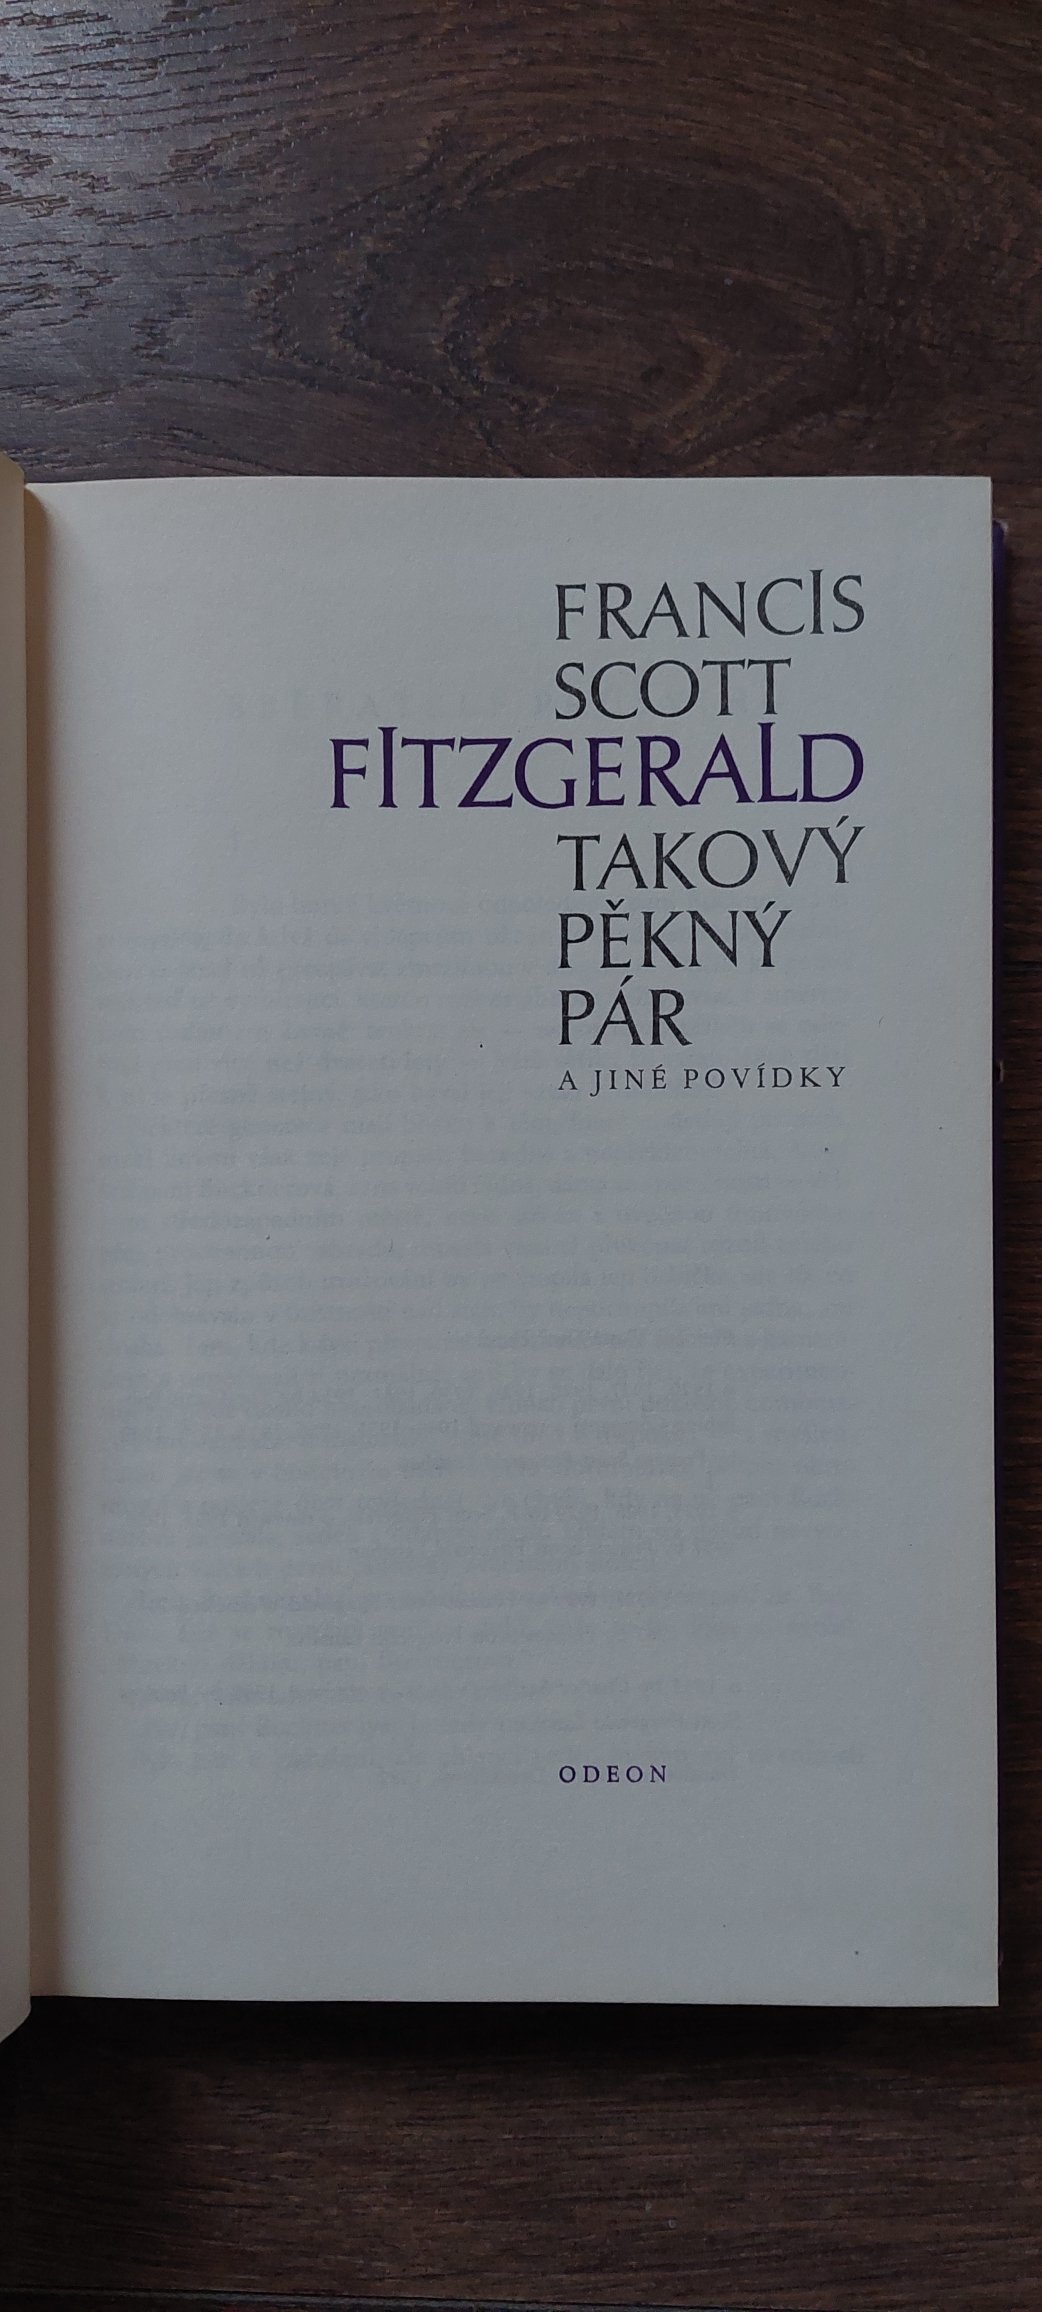 FRANCIS
SCOTT
FITZGERALD
TAKOVÝ
PĚKNÝ
PÁR
A JINÉ POVÍDKY
ODEON